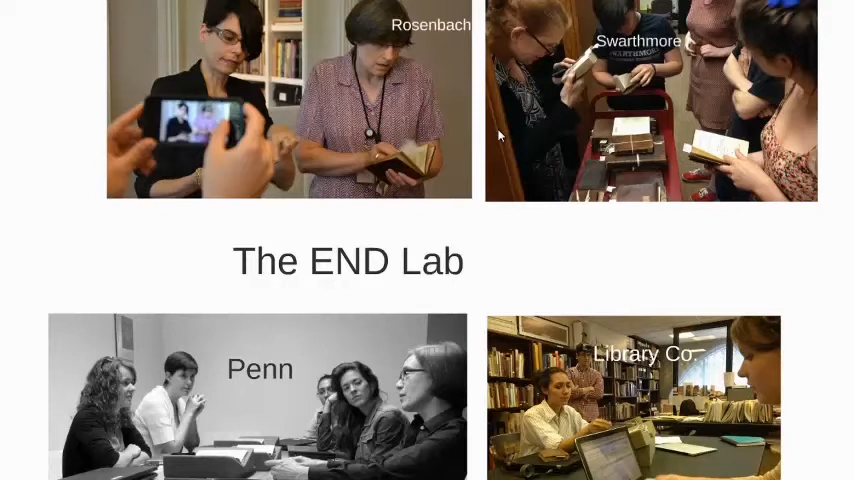 Rosenbach
Swarthmore
The END Lab
Penn
Library Co.